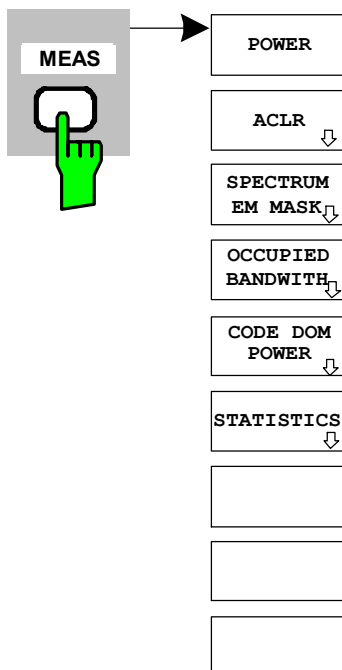 MEAS
POWER
ACLR
SPECTRUM
EM MASK
OCCUPIED
BANDWITH
CODE DOM
POWER
STATISTICS